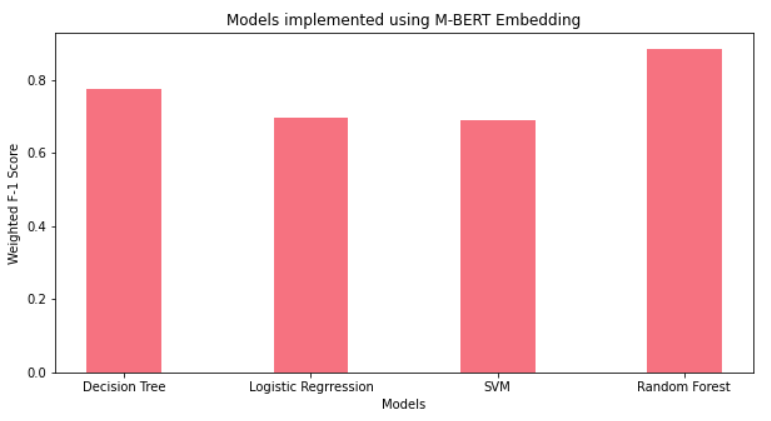 Models implemented using M-BERT Embedding
Weighted F-1 Score
0.8
0.6
0.4
0.2
0.0
Decision Tree
Logistic Regrression
SVM
Random Forest
Models